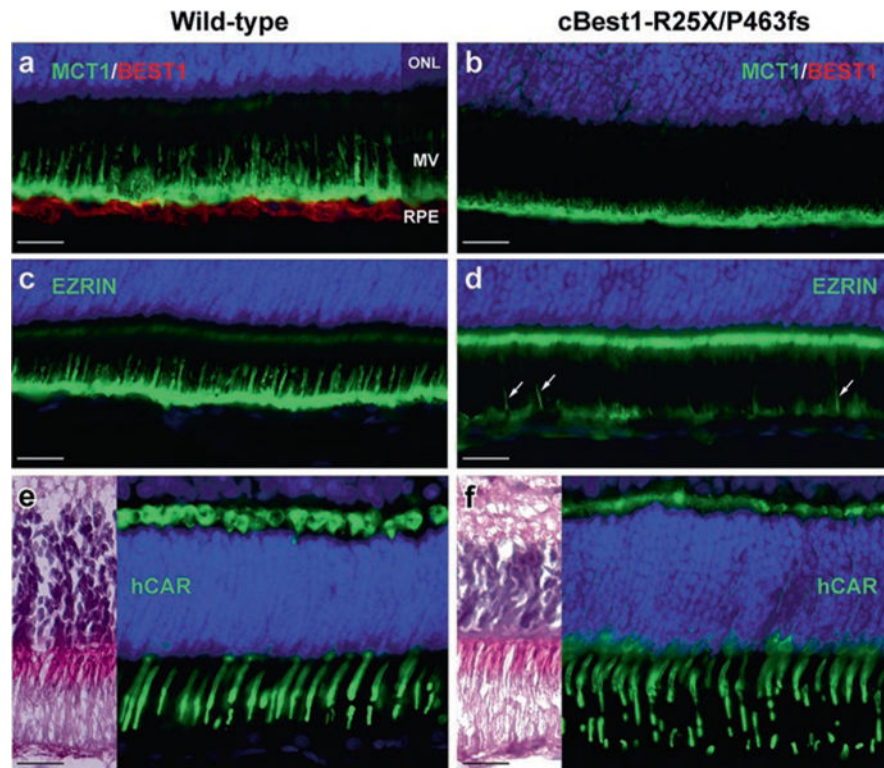 Wild-type
cBest1-R25X/P463fs
a
MCT1/BEST1
ONL
MV
RPE
b
MCT1/BEST1
c
EZRIN
d
EZRIN
e
hCAR
f
hCAR